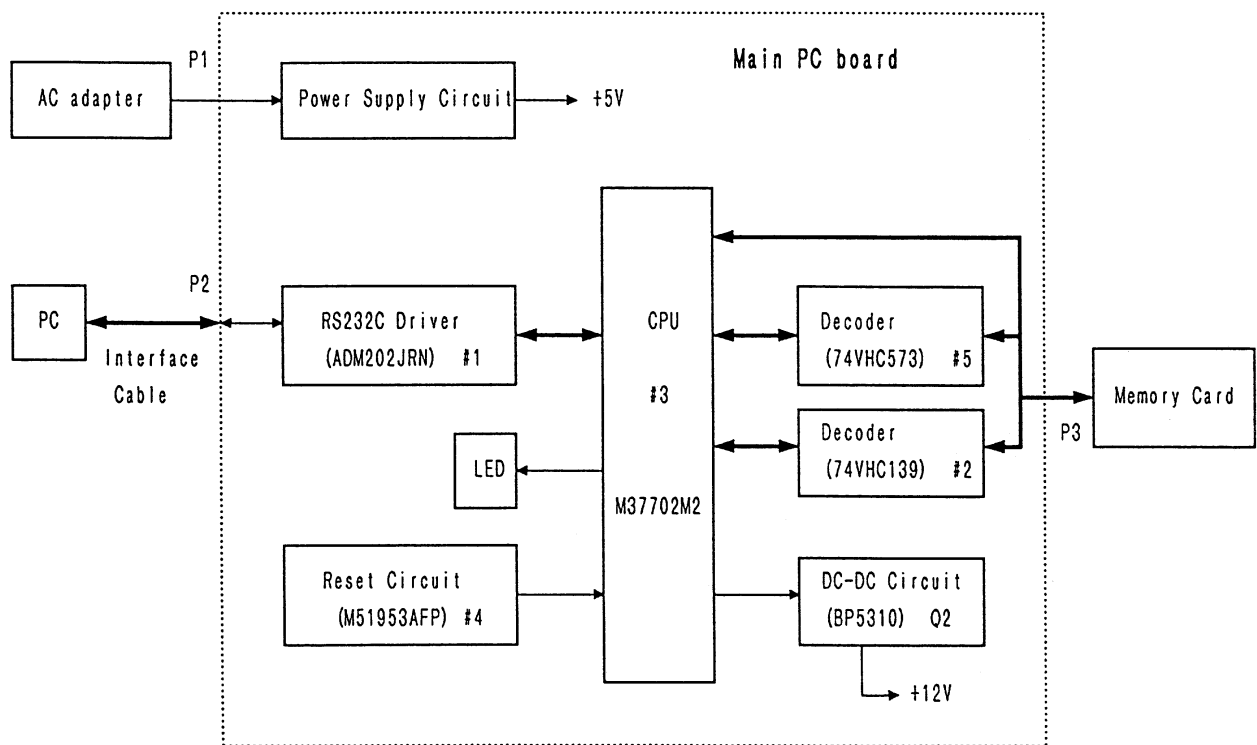 Main PC board
P1
AC adapter
Power Supply Circuit
+5V
P2
PC
Interface
Cable
RS232C Driver
(ADM202JRN) #1
CPU
#3
M37702M2
Decoder
(74VHC573) #5
Decoder
(74VHC139) #2
P3
Memory Card
LED
Reset Circuit
(M51953AFP) #4
DC-DC Circuit
(BP5310) Q2
+12V